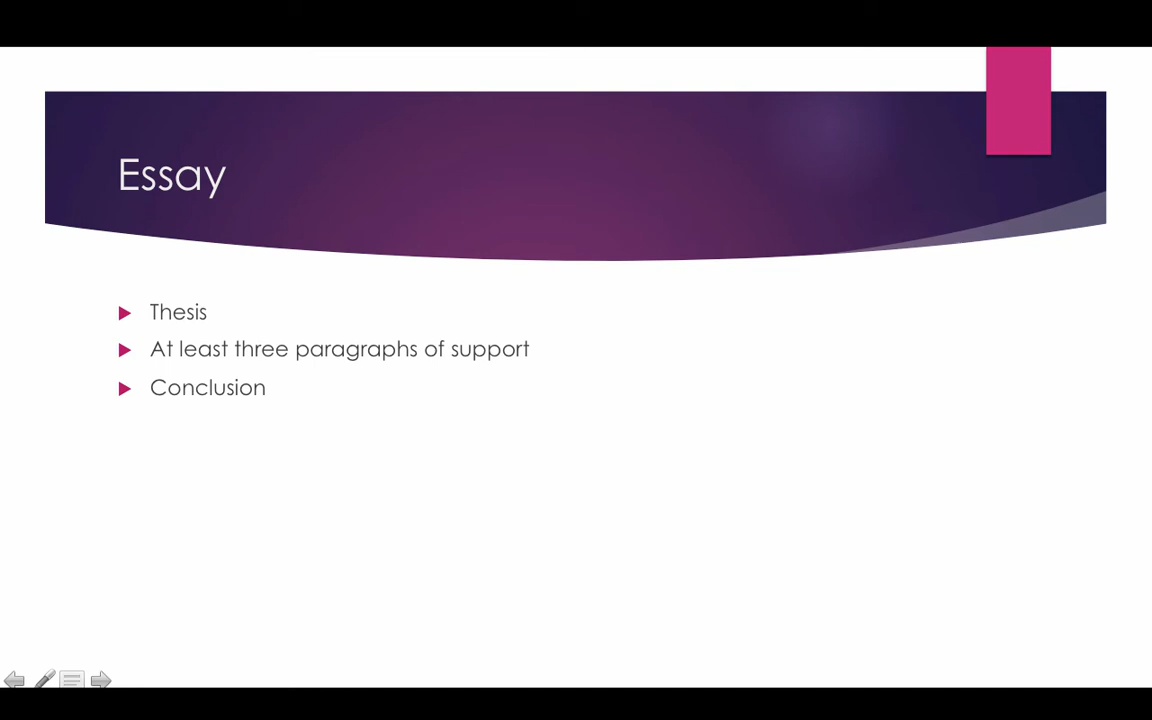 Essay
Thesis
At least three paragraphs of support
Conclusion